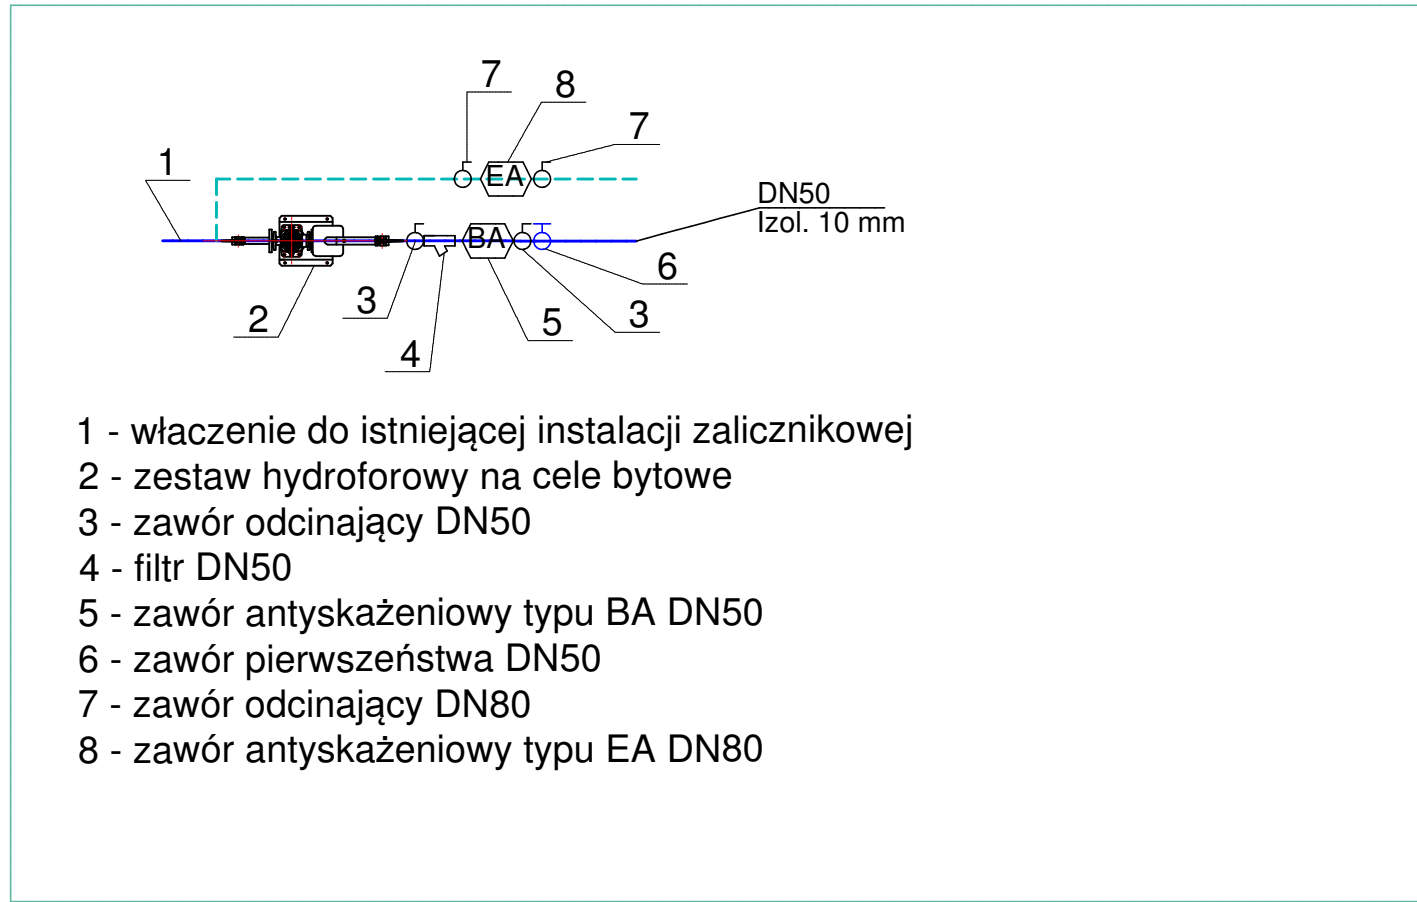 7
8
7
1
EA
DN50
Izol. 10 mm
BA
6
3
3
2
5
4
1 - właczenie do istniejącej instalacji zalicznikowej
2 - zestaw hydroforowy na cele bytowe
3 - zawór odcinający DN50
4 - filtr DN50
5 - zawór antyskażeniowy typu BA DN50
6 - zawór pierwszeństwa DN50
7 - zawór odcinający DN80
8 - zawór antyskażeniowy typu EA DN80